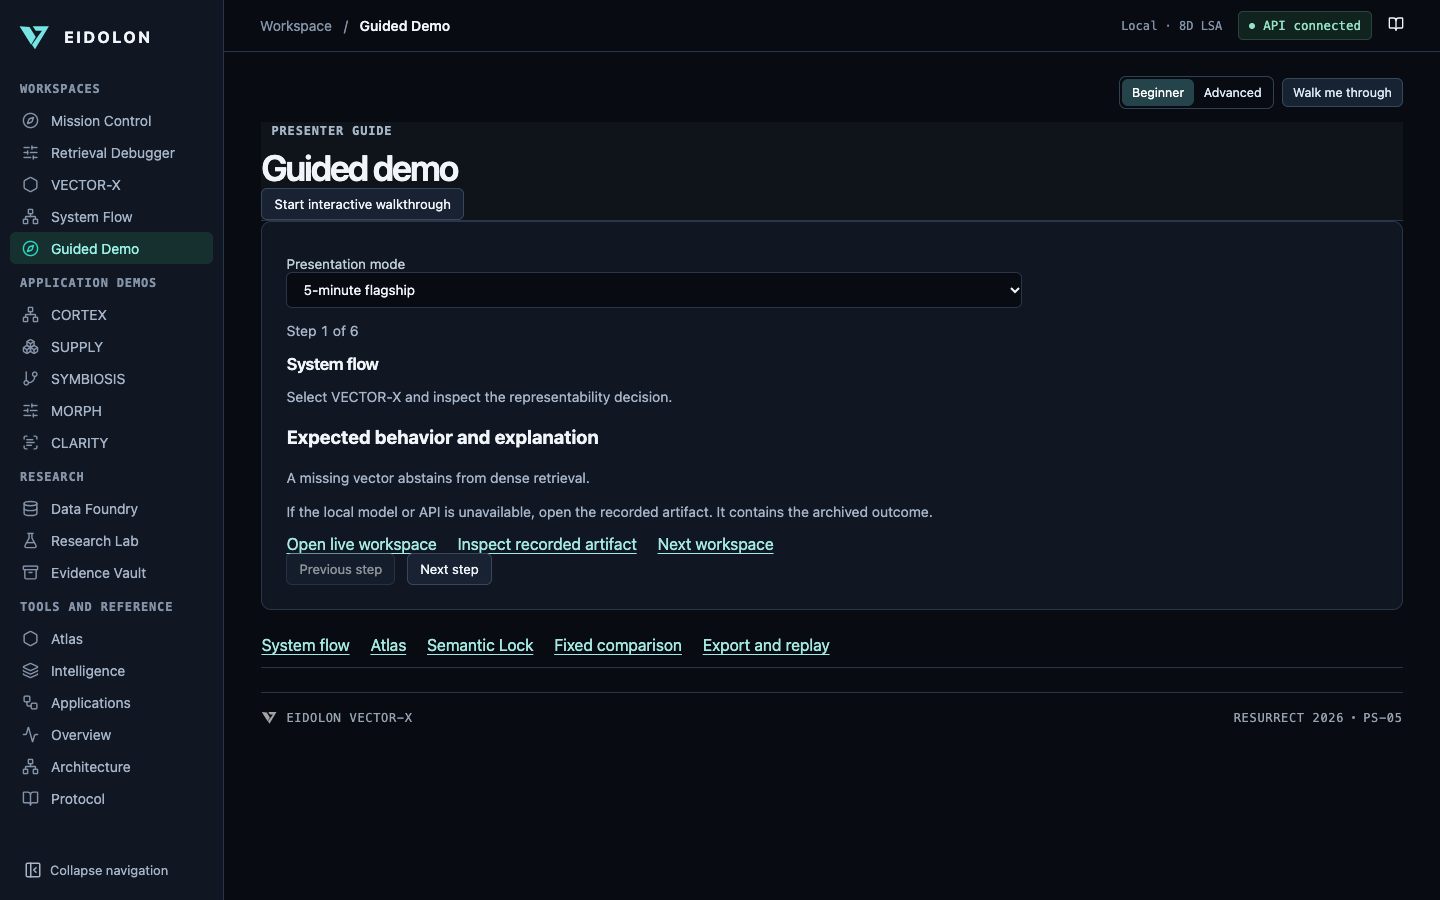 EIDOLON
Workspace / Guided Demo
Local · 8D LSA
API connected
WORKSPACES
Mission Control
Retrieval Debugger
VECTOR-X
System Flow
Guided Demo
APPLICATION DEMOS
CORTEX
SUPPLY
SYMBIOSIS
MORPH
CLARITY
RESEARCH
Data Foundry
Research Lab
Evidence Vault
TOOLS AND REFERENCE
Atlas
Intelligence
Applications
Overview
Architecture
Protocol
Collapse navigation
Beginner Advanced Walk me through
PRESENTER GUIDE
Guided demo
Start interactive walkthrough
Presentation mode
5-minute flagship
Step 1 of 6
System flow
Select VECTOR-X and inspect the representability decision.
Expected behavior and explanation
A missing vector abstains from dense retrieval.
If the local model or API is unavailable, open the recorded artifact. It contains the archived outcome.
Open live workspace Inspect recorded artifact Next workspace
Previous step Next step
System flow Atlas Semantic Lock Fixed comparison Export and replay
EIDOLON VECTOR-X
RESURRECT 2026 · PS-05